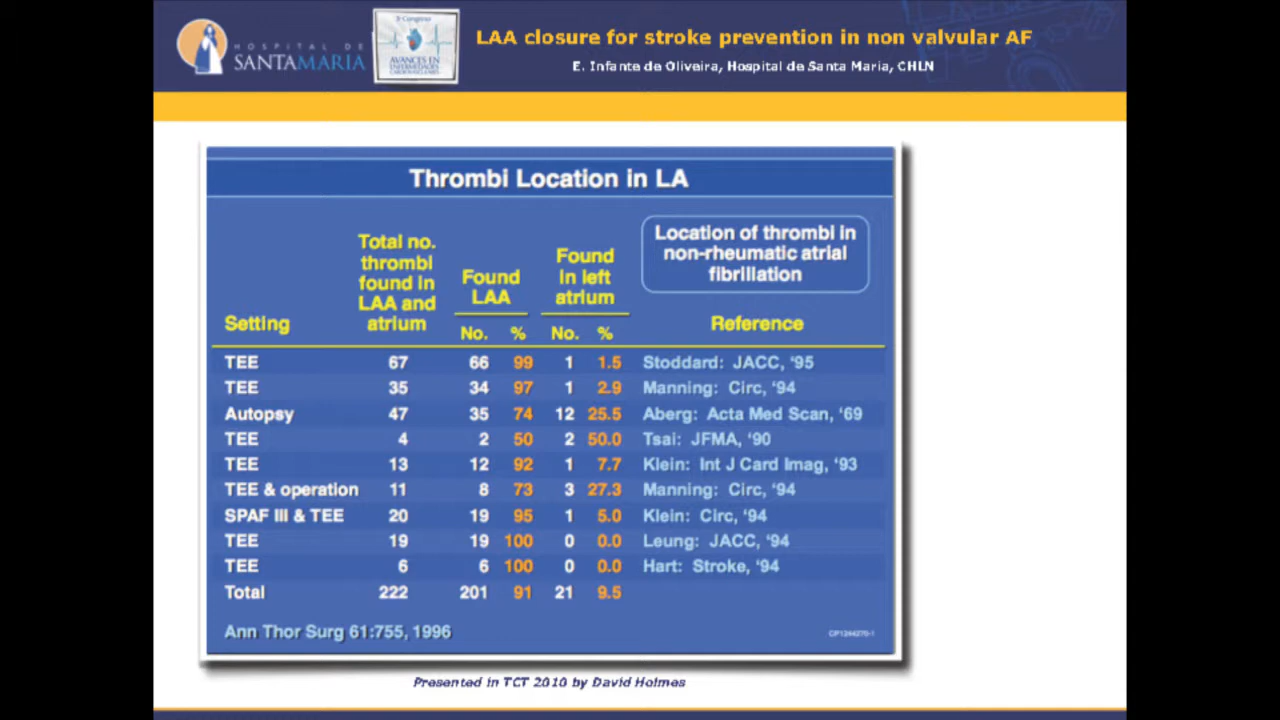 HOSPITAL DE
SANTAMARIA
AVANCES EN
ENFERMEDADES
CARDIOVASCULARES
LAA closure for stroke prevention in non valvular AF
E. Infante de Oliveira, Hospital de Santa Maria, CHLN
Thrombi Location in LA
Location of thrombi in
non-rheumatic atrial
fibrillation
Total no.
thrombi
found in
LAA and
atrium
Found
LAA
Found
in left
atrium
Setting No. % No. % Reference
TEE 67 66 99 1 1.5 Stoddard: JACC, '95
TEE 35 34 97 1 2.9 Manning: Circ, '94
Autopsy 47 35 74 12 25.5 Aberg: Acta Med Scan, '69
TEE 4 2 50 2 50.0 Tsai: JFMA, '90
TEE 13 12 92 1 7.7 Klein: Int J Card Imag, '93
TEE & operation 11 8 73 3 27.3 Manning: Circ, '94
SPAF III & TEE 20 19 95 1 5.0 Klein: Circ, '94
TEE 19 19 100 0 0.0 Leung: JACC, '94
TEE 6 6 100 0 0.0 Hart: Stroke, '94
Total 222 201 91 21 9.5
Ann Thor Surg 61:755, 1996
CP1244270-1
Presented in TCT 2010 by David Holmes